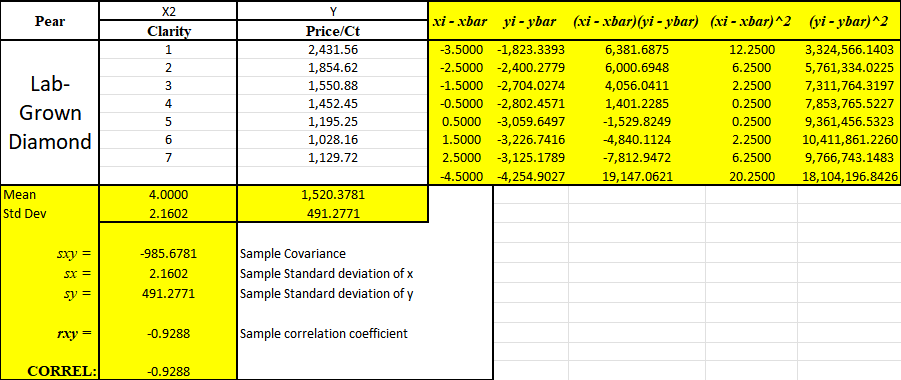 Pear X2 Y xi - xbar yi - ybar (xi - xbar)(yi - ybar) (xi - xbar)^2 (yi - ybar)^2
Clarity Price/Ct
Lab-Grown Diamond
1 2,431.56 -3.5000 -1,823.3393 6,381.6875 12.2500 3,324,566.1403
2 1,854.62 -2.5000 -2,400.2779 6,000.6948 6.2500 5,761,334.0225
3 1,550.88 -1.5000 -2,704.0274 4,056.0411 2.2500 7,311,764.3197
4 1,452.45 -0.5000 -2,802.4571 1,401.2285 0.2500 7,853,765.5227
5 1,195.25 0.5000 -3,059.6497 -1,529.8249 0.2500 9,361,456.5323
6 1,028.16 1.5000 -3,226.7416 -4,840.1124 2.2500 10,411,861.2260
7 1,129.72 2.5000 -3,125.1789 -7,812.9472 6.2500 9,766,743.1483
-4.5000 -4,254.9027 19,147.0621 20.2500 18,104,196.8426
Mean 4.0000 1,520.3781
Std Dev 2.1602 491.2771
sxy = -985.6781 Sample Covariance
sx = 2.1602 Sample Standard deviation of x
sy = 491.2771 Sample Standard deviation of y
rxy = -0.9288 Sample correlation coefficient
CORREL: -0.9288